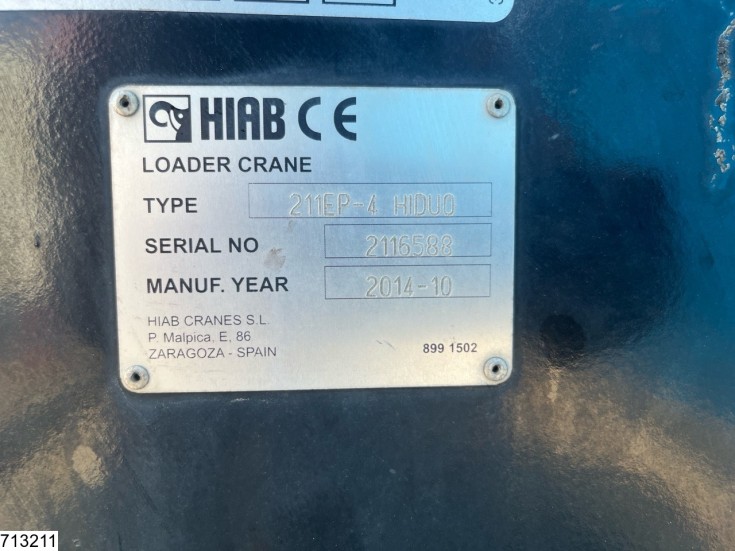 HIAB CE
LOADER CRANE
TYPE 211EP-4 HIDUO
SERIAL NO 2116588
MANUF. YEAR 2014-10
HIAB CRANES S.L.
P. Malpica, E, 86
ZARAGOZA - SPAIN
899 1502
713211